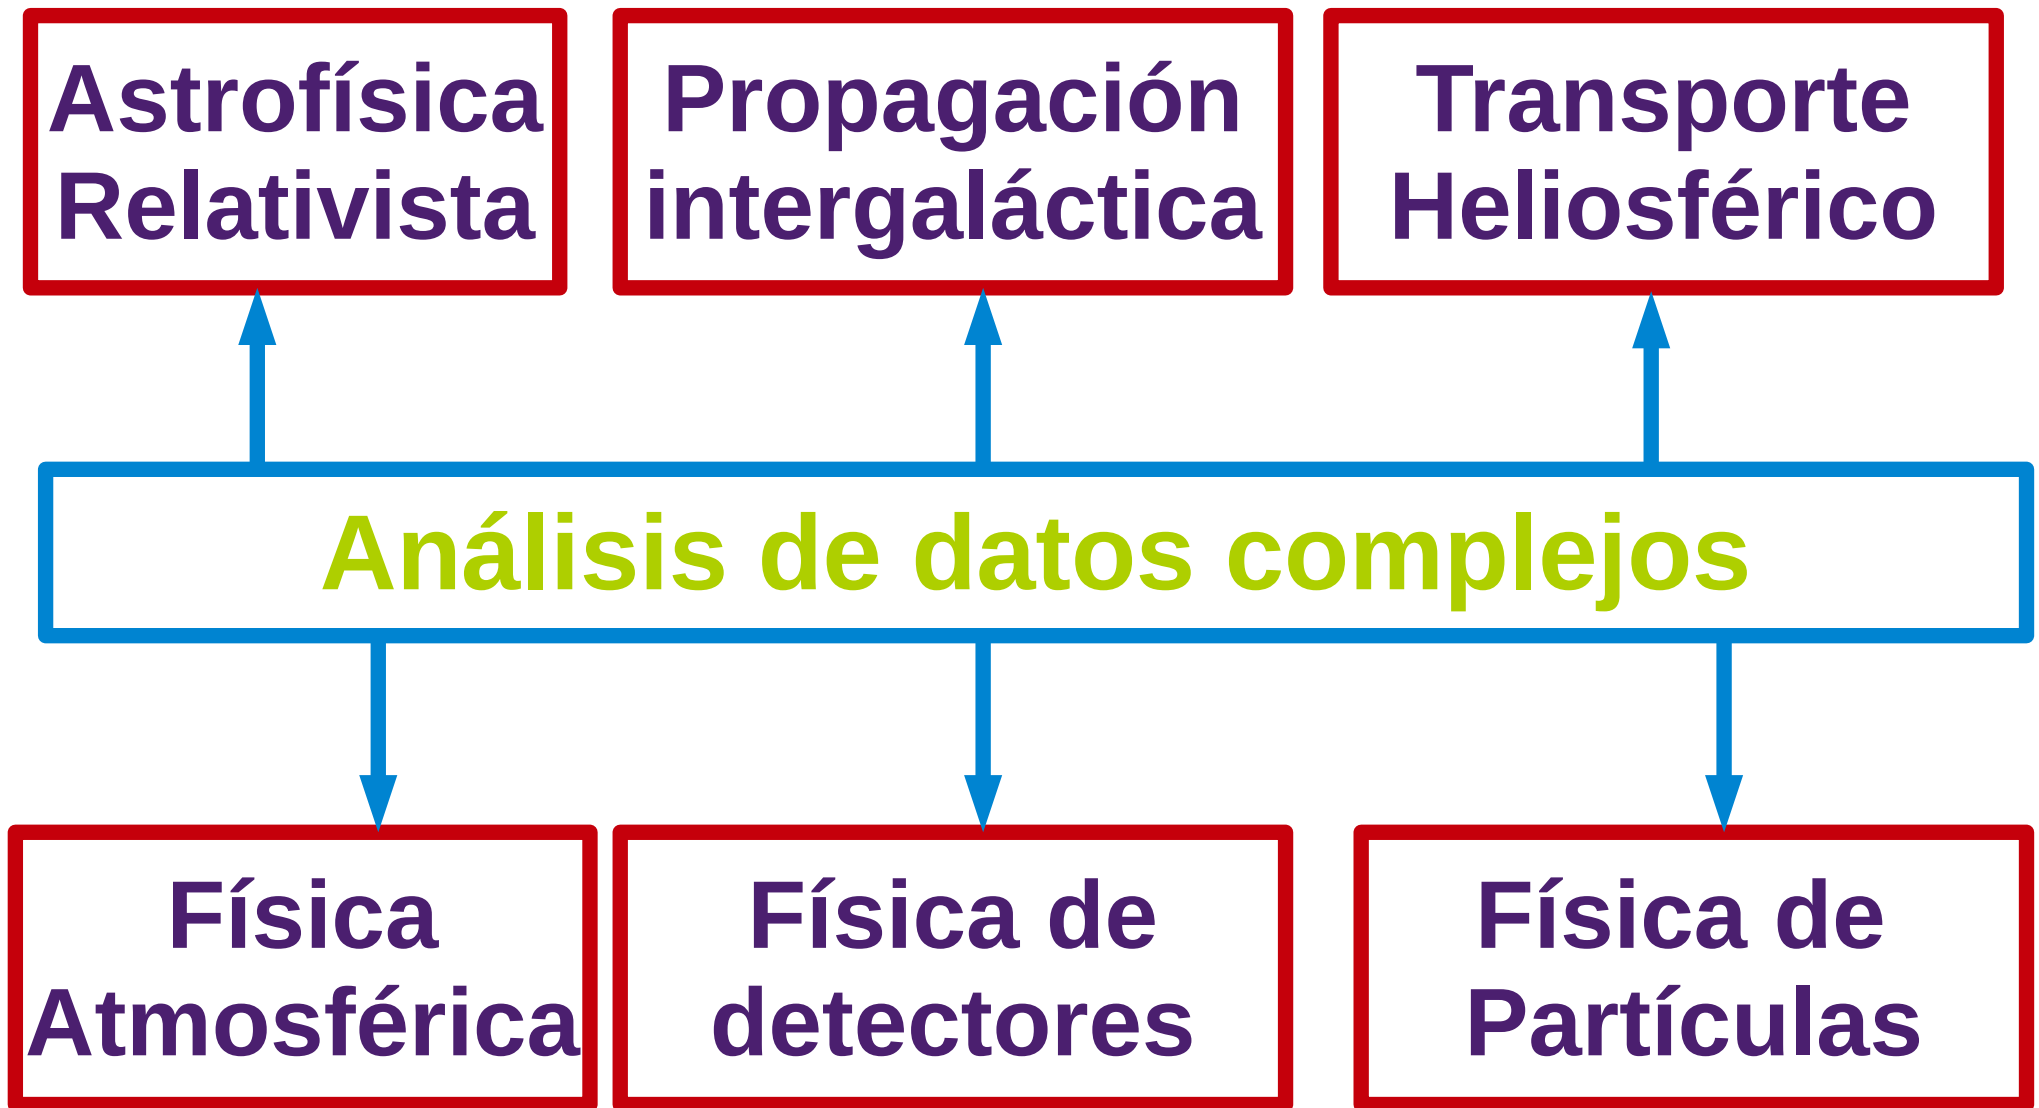 Astrofísica
Relativista
Propagación
intergaláctica
Transporte
Heliosférico
Análisis de datos complejos
Física
Atmosférica
Física de
detectores
Física de
Partículas